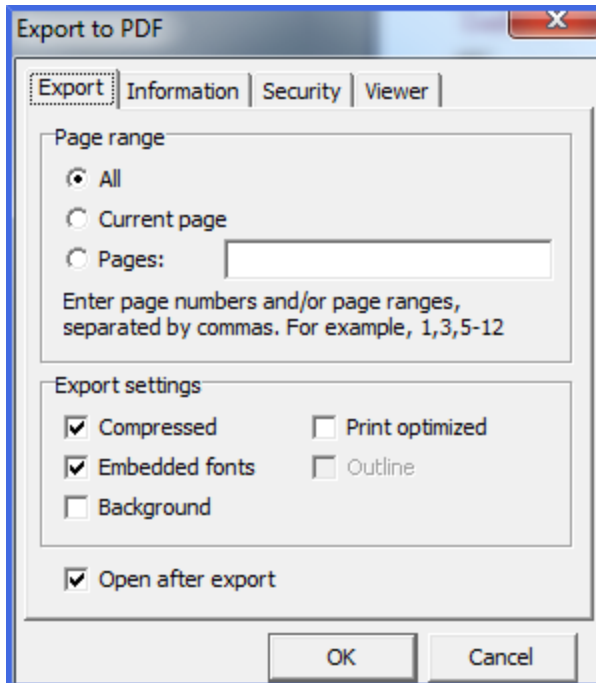 Export to PDF
Export Information Security Viewer
Page range
All
Current page
Pages:
Enter page numbers and/or page ranges,
separated by commas. For example, 1,3,5-12
Export settings
Compressed Print optimized
Embedded fonts Outline
Background
Open after export
OK Cancel